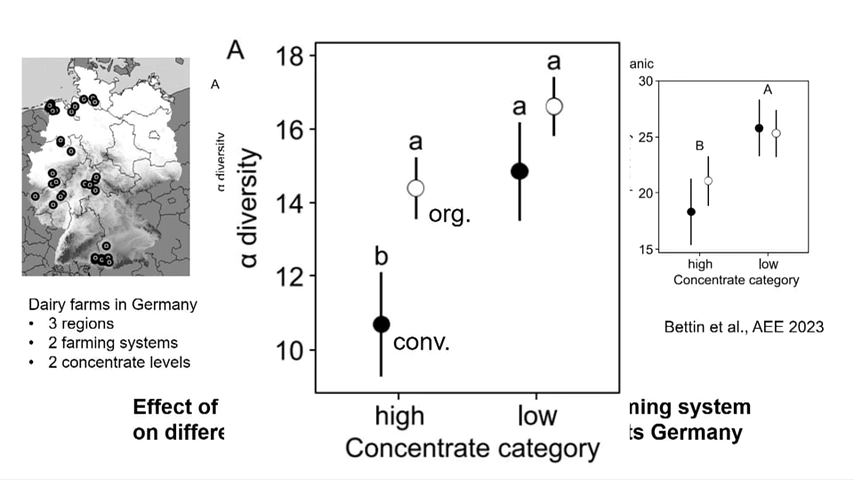 A
A
α diversity
18
16
14
12
10
α diversity
a
a
a
b
org.
conv.
high low
Concentrate category
anic
30
25
20
15
A
B
high low
Concentrate category
Dairy farms in Germany
• 3 regions
• 2 farming systems
• 2 concentrate levels
Bettin et al., AEE 2023
Effect of
ming system
on differe
ts Germany